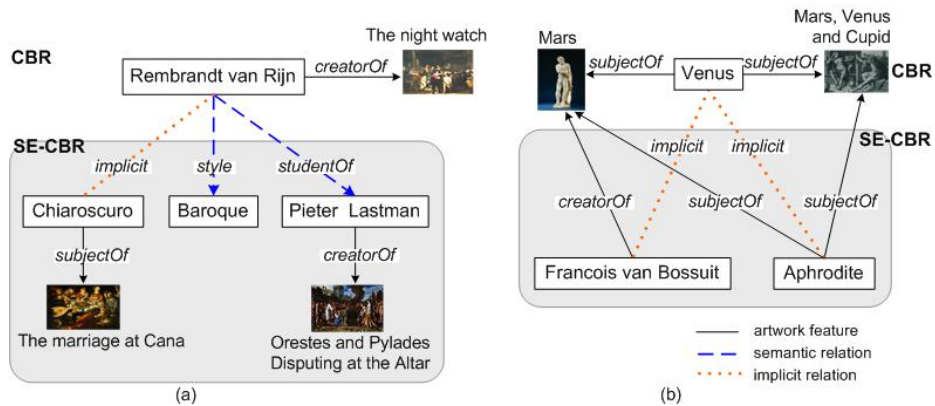 CBR
The night watch
Rembrandt van Rijn
creatorOf
SE-CBR
implicit
style
studentOf
Chiaroscuro
Baroque
Pieter Lastman
subjectOf
creatorOf
The marriage at Cana
Orestes and Pylades
Disputing at the Altar
(a)
Mars
Mars, Venus
and Cupid
subjectOf
Venus
subjectOf
CBR
SE-CBR
implicit
implicit
creatorOf
subjectOf
subjectOf
Francois van Bossuit
Aphrodite
artwork feature
semantic relation
implicit relation
(b)